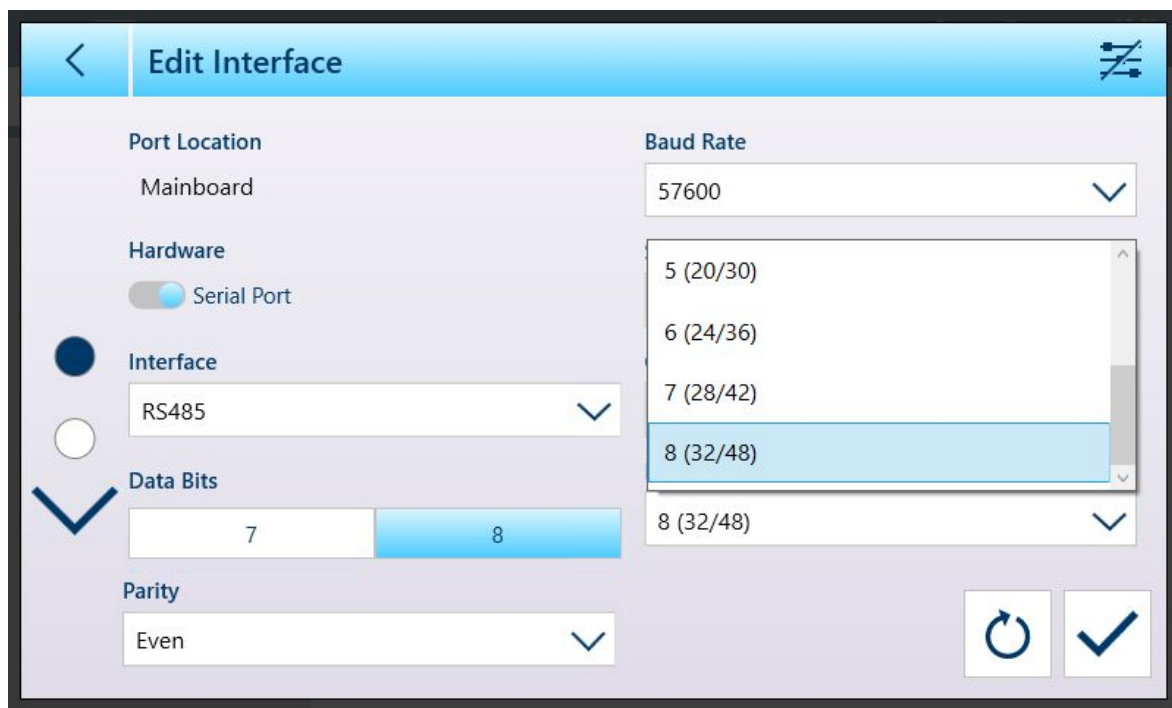 Edit Interface
Port Location
Mainboard
Hardware
Serial Port
Interface
RS485
Data Bits
7 8
Parity
Even
Baud Rate
57600
5 (20/30)
6 (24/36)
7 (28/42)
8 (32/48)
8 (32/48)